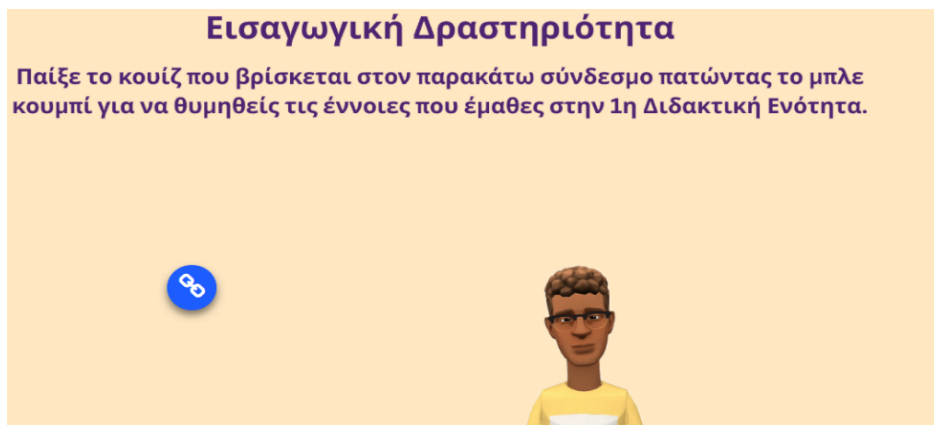 Εισαγωγική Δραστηριότητα
Παίξε το κουίζ που βρίσκεται στον παρακάτω σύνδεσμο πατώντας το μπλε
κουμπί για να θυμηθείς τις έννοιες που έμαθες στην 1η Διδακτική Ενότητα.